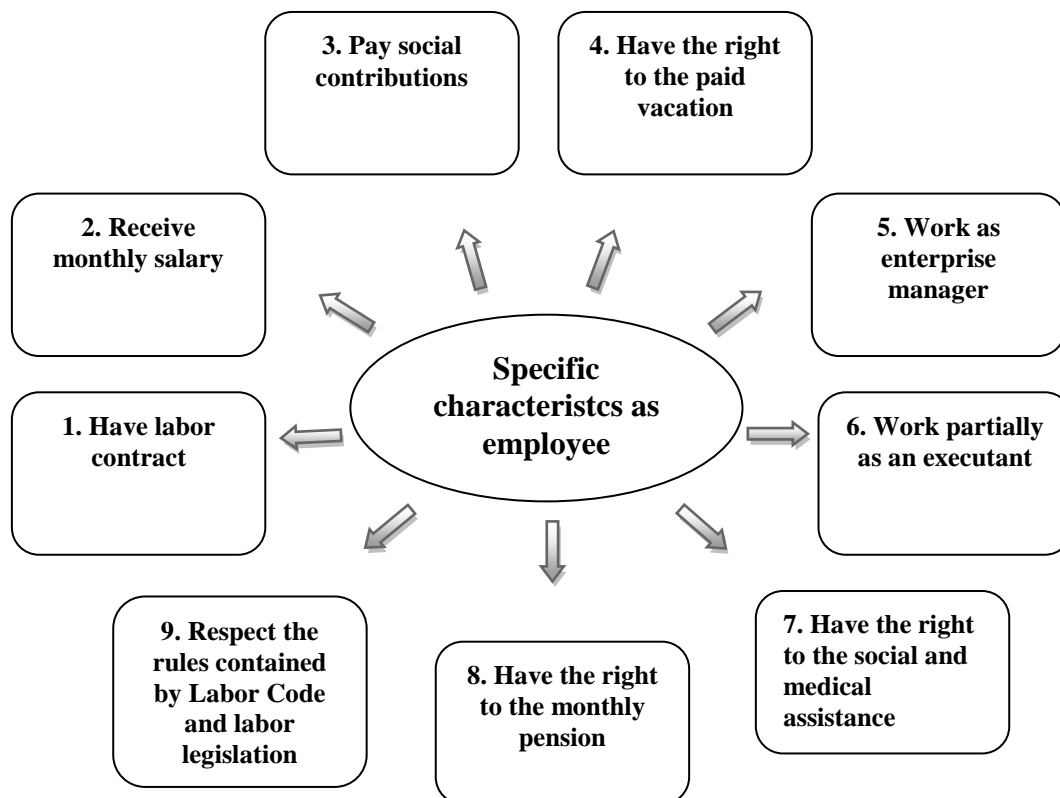 3. Pay social
contributions
4. Have the right
to the paid
vacation
2. Receive
monthly salary
5. Work as
enterprise
manager
Specific
characteristcs as
employee
1. Have labor
contract
6. Work partially
as an executant
9. Respect the
rules contained
by Labor Code
and labor
legislation
8. Have the right
to the monthly
pension
7. Have the right
to the social and
medical
assistance